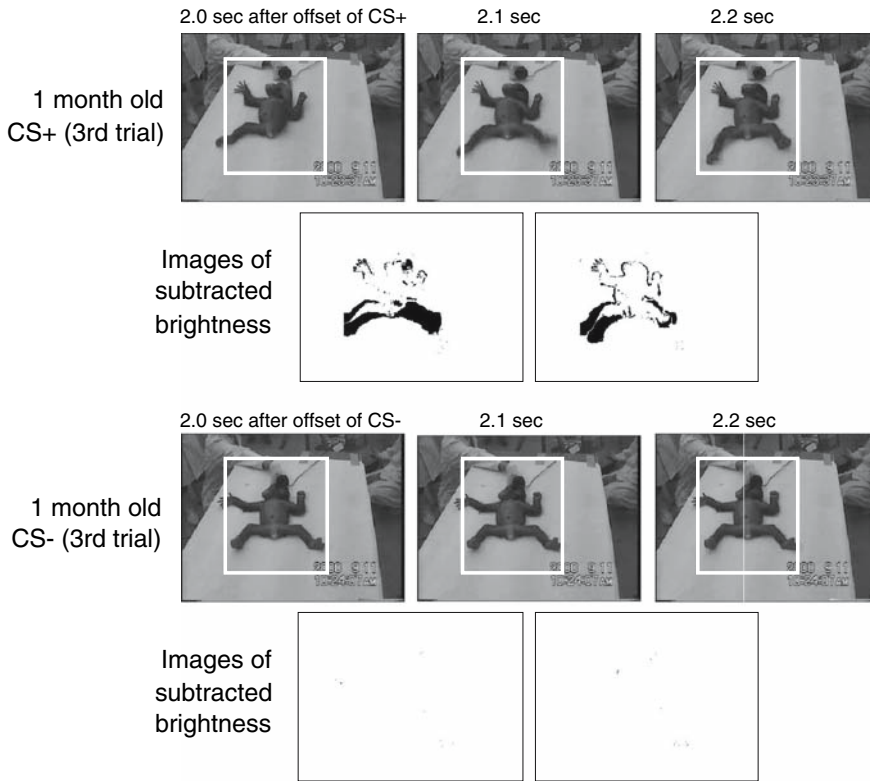 2.0 sec after offset of CS+ 2.1 sec 2.2 sec
1 month old
CS+ (3rd trial)
Images of
subtracted
brightness
2.0 sec after offset of CS- 2.1 sec 2.2 sec
1 month old
CS- (3rd trial)
Images of
subtracted
brightness